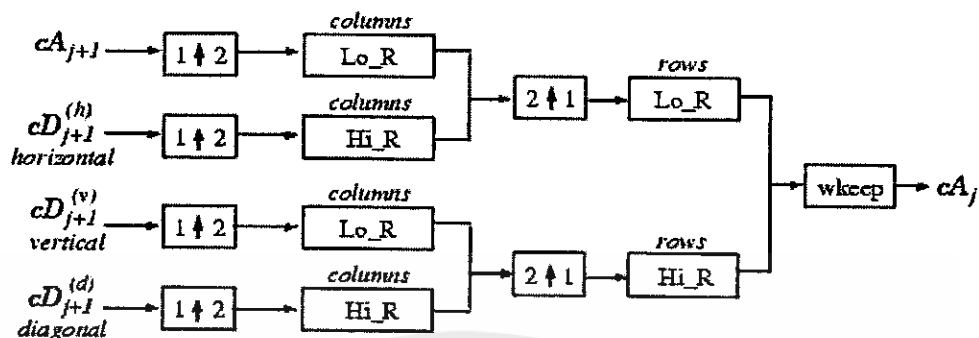 columns
cA_{j+1} 1 ↑ 2 Lo_R
rows
2 ↑ 1 Lo_R
columns
cD_{j+1}^{(h)} 1 ↑ 2 Hi_R
horizontal
wkeep cA_j
columns
cD_{j+1}^{(v)} 1 ↑ 2 Lo_R
vertical
rows
2 ↑ 1 Hi_R
columns
cD_{j+1}^{(d)} 1 ↑ 2 Hi_R
diagonal